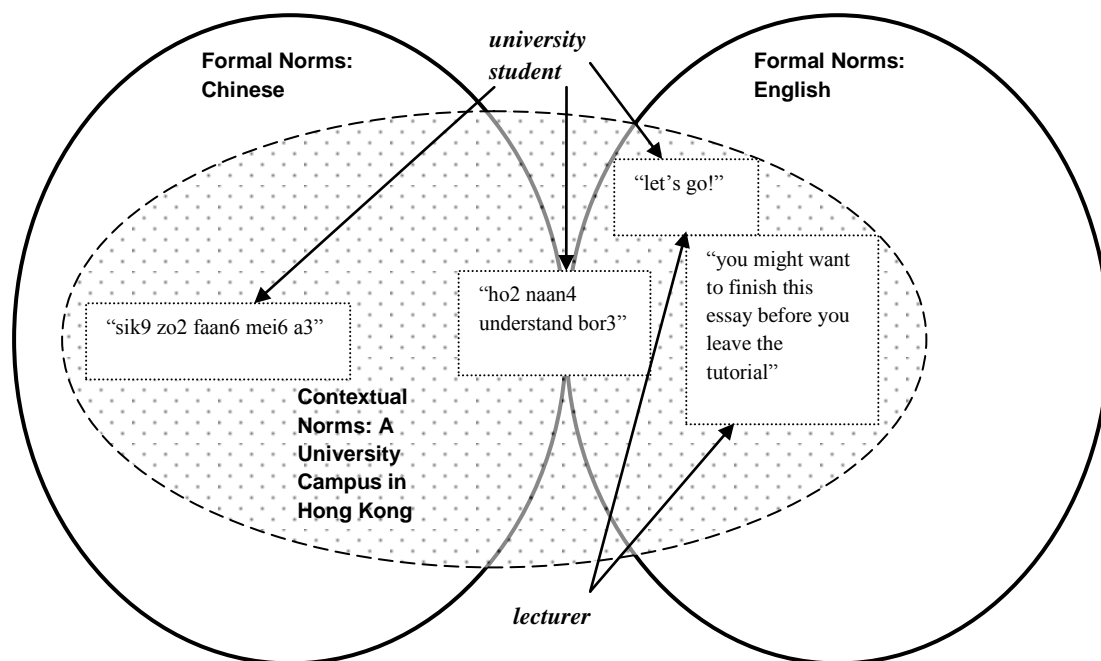 university
student
Formal Norms:
Chinese
Formal Norms:
English
“let’s go!”
“you might want
to finish this
essay before you
leave the
tutorial”
“ho2 naan4
understand bor3”
“sik9 zo2 faan6 mei6 a3”
Contextual
Norms: A
University
Campus in
Hong Kong
lecturer